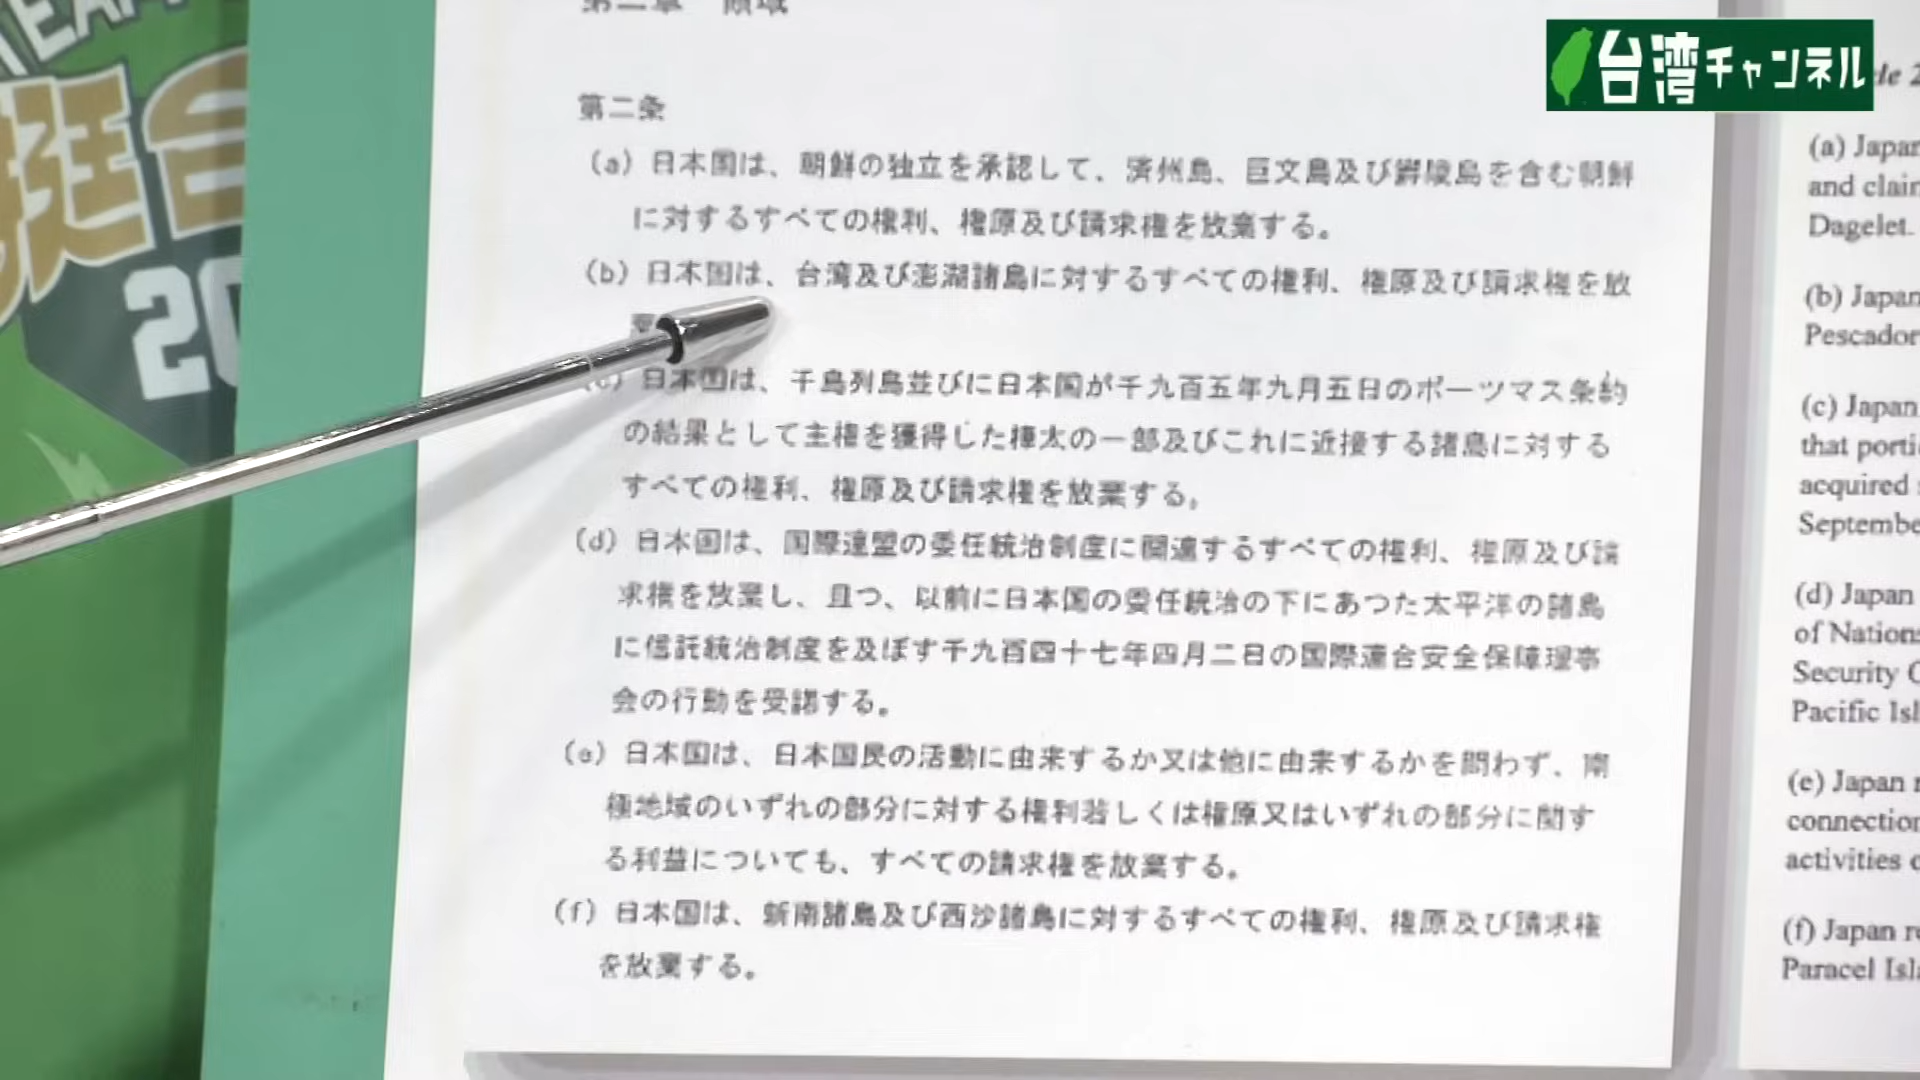 第二章 領域
第二条
(a) 日本国は、朝鮮の独立を承認して、済州島、巨文島及び欝陵島を含む朝鮮
に対するすべての権利、権原及び請求権を放棄する。
(b) 日本国は、台湾及び澎湖諸島に対するすべての権利、権原及び請求権を放
日本国は、千島列島並びに日本国が千九百五年九月五日のポーツマス条約
の結果として主権を獲得した樺太の一部及びこれに近接する諸島に対する
すべての権利、権原及び請求権を放棄する。
(d) 日本国は、国際連盟の委任統治制度に関連するすべての権利、権原及び請
求権を放棄し、且つ、以前に日本国の委任統治の下にあつた太平洋の諸島
に信託統治制度を及ぼす千九百四十七年四月二日の国際連合安全保障理事
会の行動を受諾する。
(e) 日本国は、日本国民の活動に由来するか又は他に由来するかを問わず、南
極地域のいずれの部分に対する権利若しくは権原又はいずれの部分に関す
る利益についても、すべての請求権を放棄する。
(f) 日本国は、新南諸島及び西沙諸島に対するすべての権利、権原及び請求権
を放棄する。
台湾チャンネル
(a) Japan
and claim
Dagelet.
(b) Japan
Pescador
(c) Japan
that porti
acquired
Septembe
(d) Japan
of Nations
Security C
Pacific Isl
(e) Japan r
connection
activities o
(f) Japan re
Paracel Isla
TEAM
挺台
20